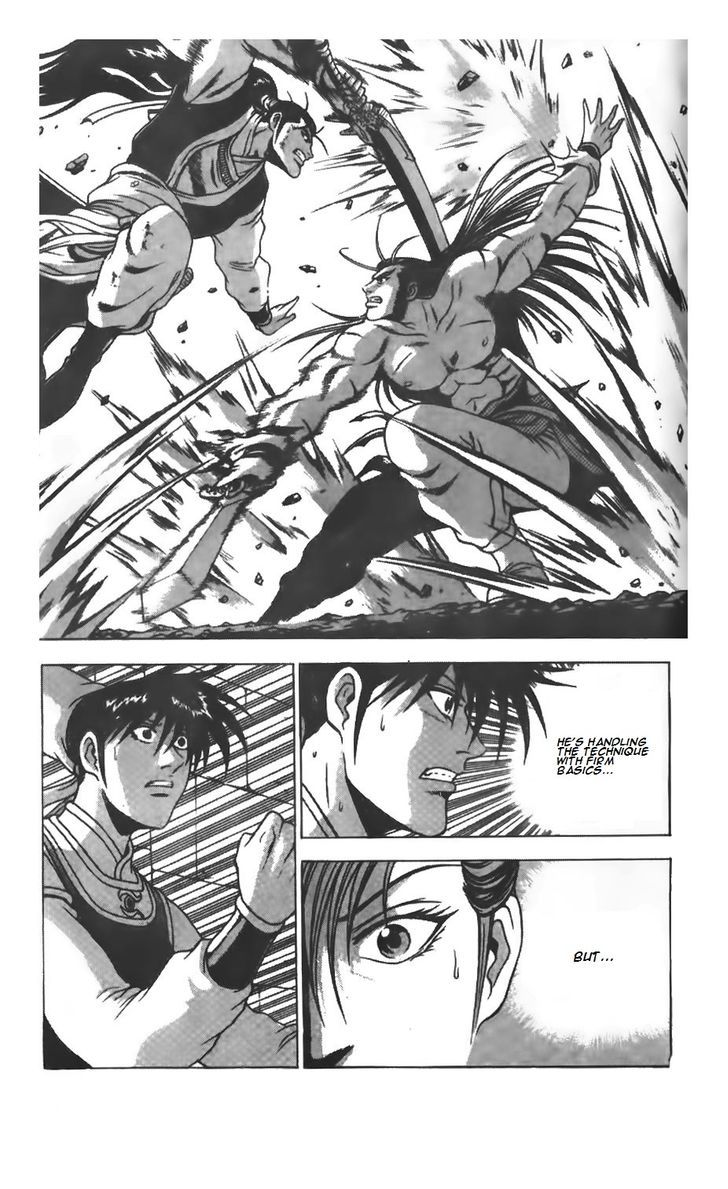 HE'S HANDLING
THE TECHNIQUE
WITH FIRM
BASICS...
BUT...